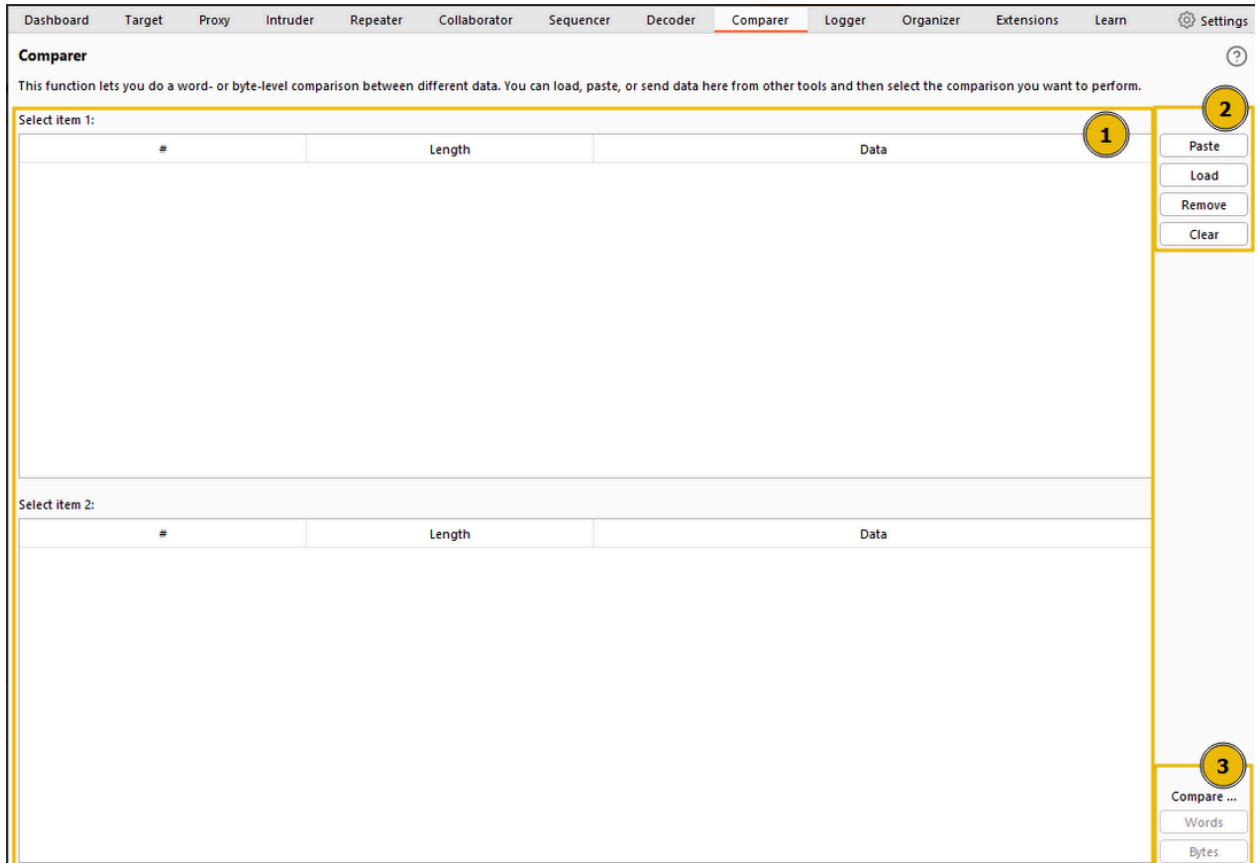 Dashboard Target Proxy Intruder Repeater Collaborator Sequencer Decoder Comparer Logger Organizer Extensions Learn Settings
Comparer
?
This function lets you do a word- or byte-level comparison between different data. You can load, paste, or send data here from other tools and then select the comparison you want to perform.
Select item 1:
1
2
# Length Data
Paste
Load
Remove
Clear
Select item 2:
# Length Data
3
Compare ...
Words
Bytes